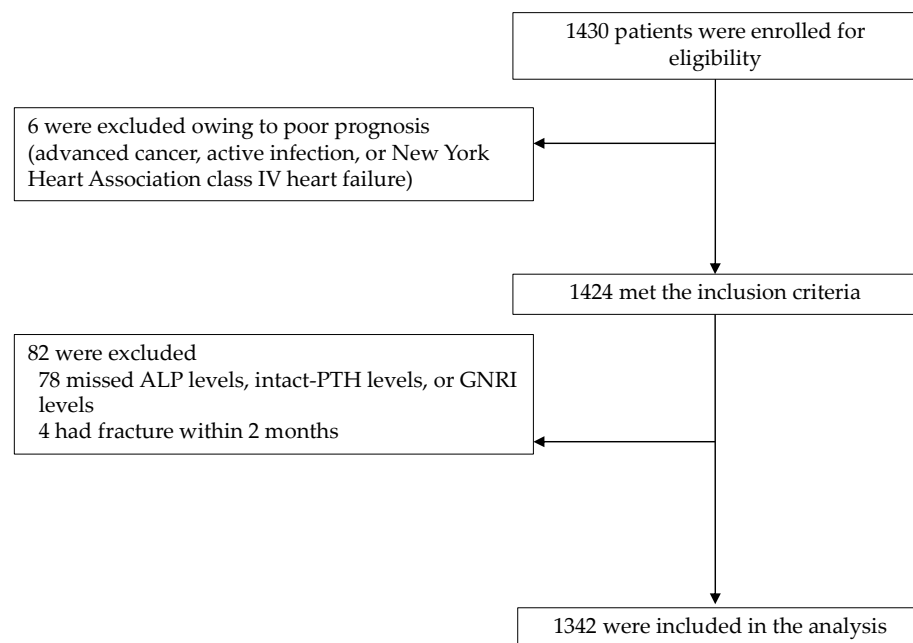 1430 patients were enrolled for
eligibility
6 were excluded owing to poor prognosis
(advanced cancer, active infection, or New York
Heart Association class IV heart failure)
1424 met the inclusion criteria
82 were excluded
78 missed ALP levels, intact-PTH levels, or GNRI
levels
4 had fracture within 2 months
1342 were included in the analysis